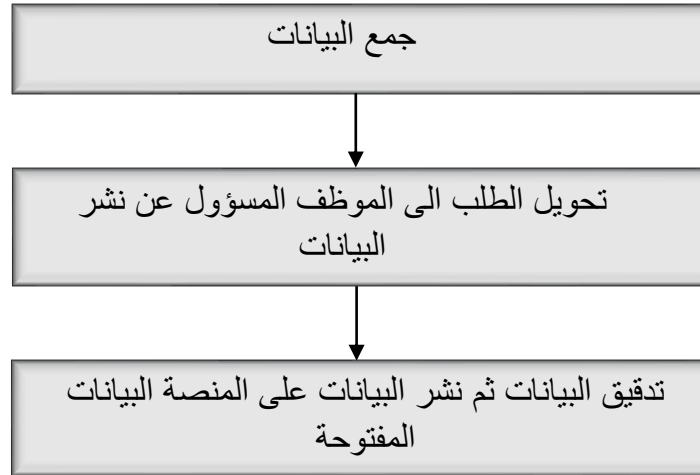 جمع البيانات
تحويل الطلب الى الموظف المسؤول عن نشر
البيانات
تدقيق البيانات ثم نشر البيانات على المنصة البيانات
المفتوحة